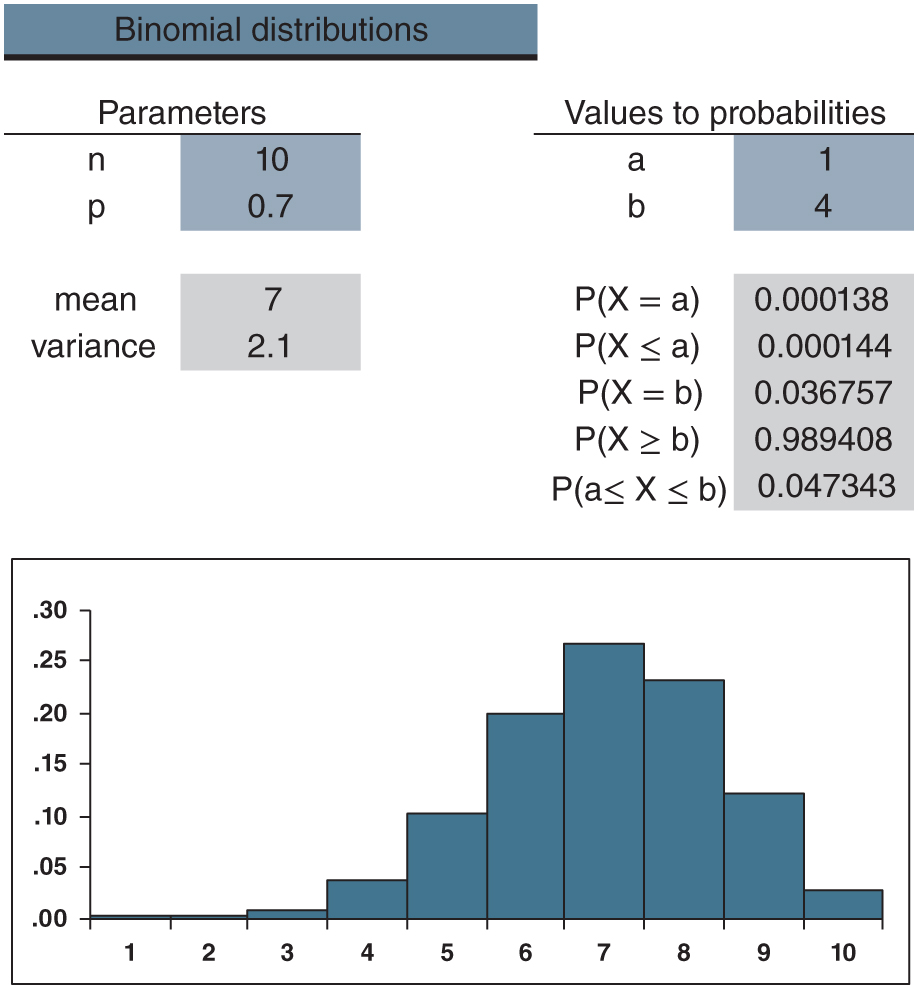 Binomial distributions
Parameters
n 10
p 0.7
mean 7
variance 2.1
Values to probabilities
a 1
b 4
P(X = a) 0.000138
P(X ≤ a) 0.000144
P(X = b) 0.036757
P(X ≥ b) 0.989408
P(a≤ X ≤ b) 0.047343
.30
.25
.20
.15
.10
.05
.00
1 2 3 4 5 6 7 8 9 10